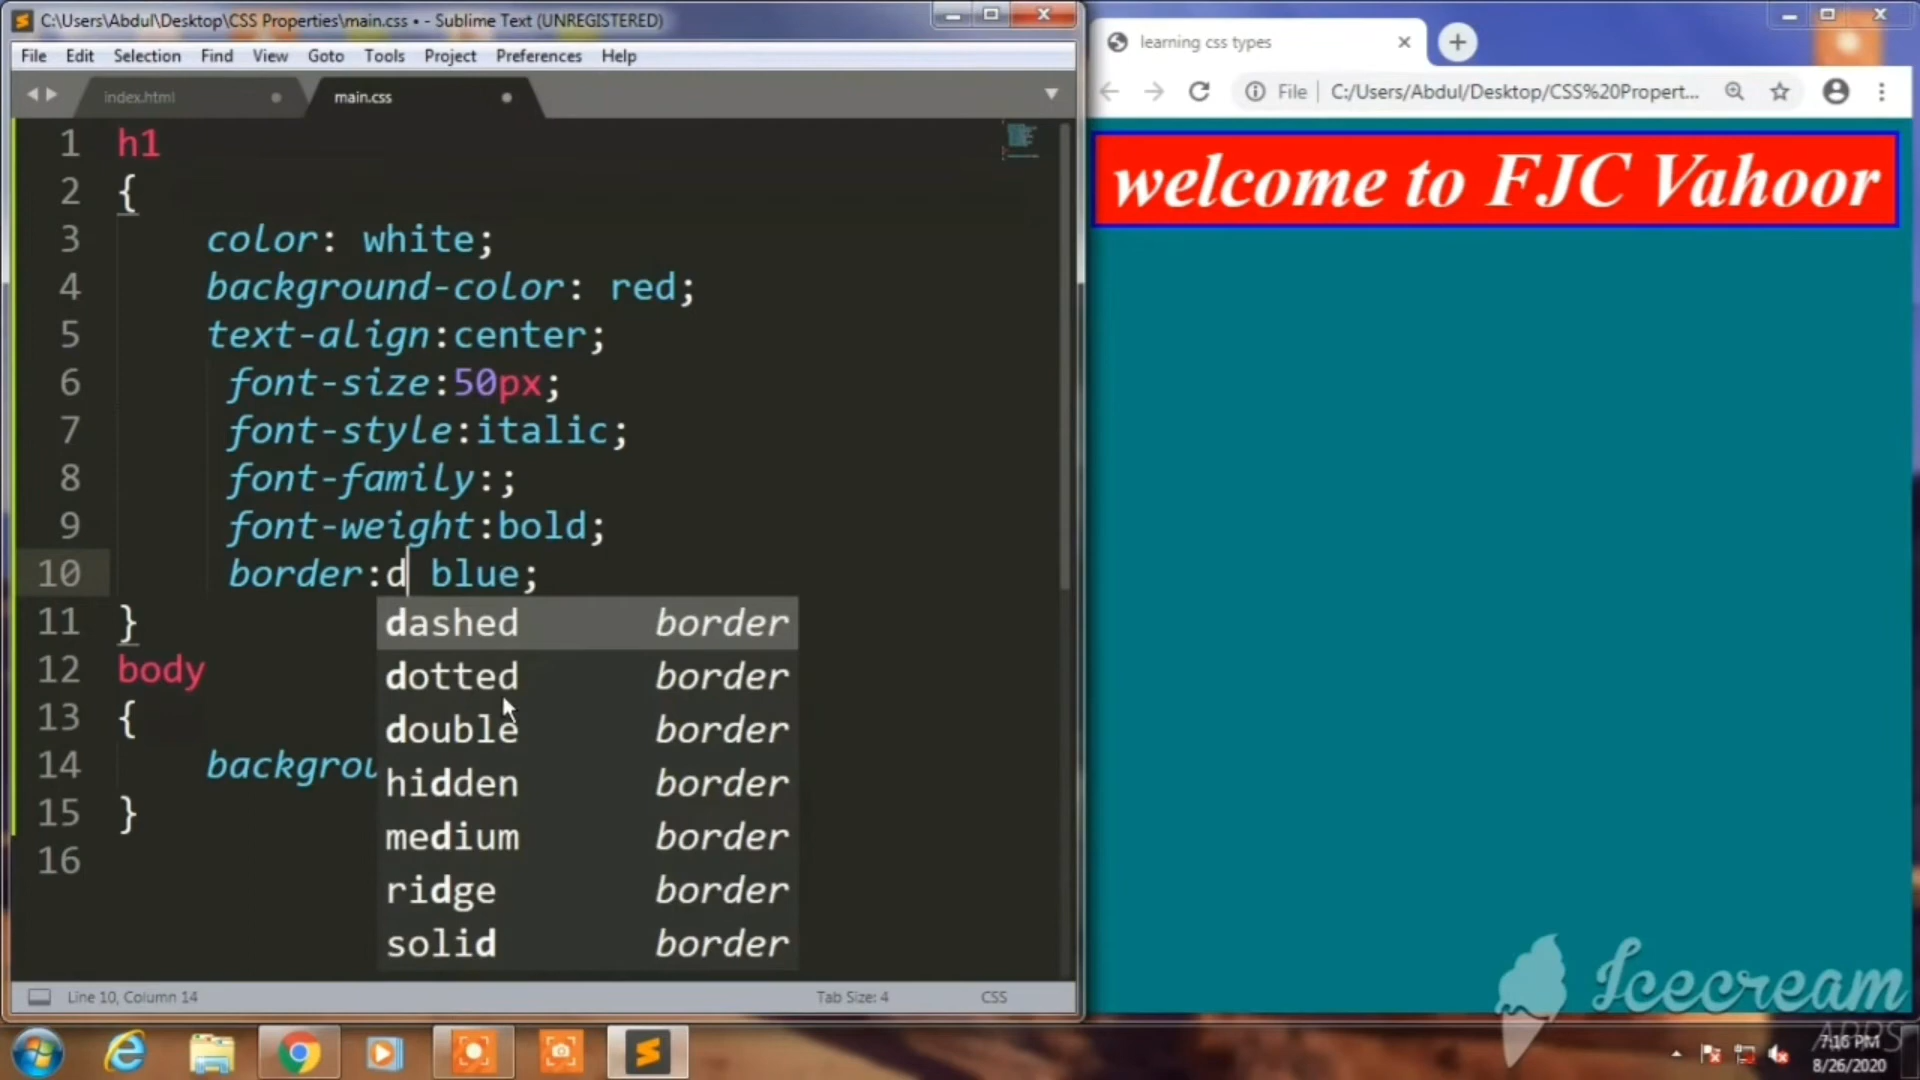 C:\Users\Abdul\Desktop\CSS Properties\main.css • - Sublime Text (UNREGISTERED)
File Edit Selection Find View Goto Tools Project Preferences Help
index.html
main.css
1 h1
2 {
3 color: white;
4 background-color: red;
5 text-align:center;
6 font-size:50px;
7 font-style:italic;
8 font-family:;
9 font-weight:bold;
10 border:d blue;
11 }
12 body
13 {
14 backgrou
15 }
16
dashed border
dotted border
double border
hidden border
medium border
ridge border
solid border
Line 10, Column 14
Tab Size: 4
CSS
learning css types
File C:/Users/Abdul/Desktop/CSS%20Propert...
welcome to FJC Vahoor
Icecream
APPS
7:16 PM
8/26/2020